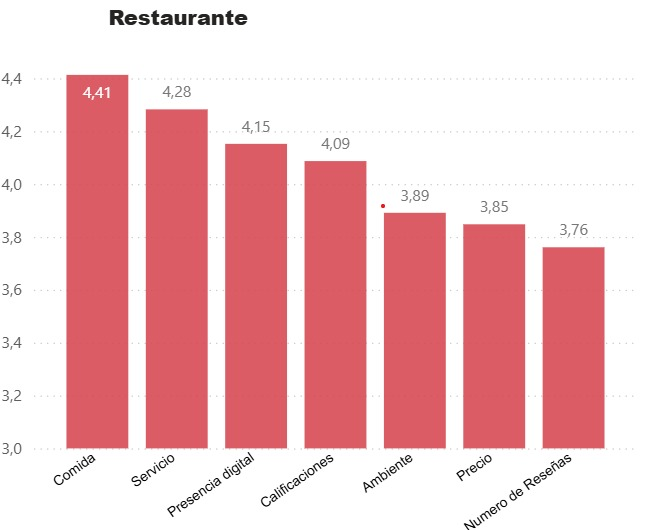 Restaurante
4,4
4,2
4,0
3,8
3,6
3,4
3,2
3,0
4,41
4,28
4,15
4,09
3,89
3,85
3,76
Comida
Servicio
Presencia digital
Calificaciones
Ambiente
Precio
Numero de Reseñas